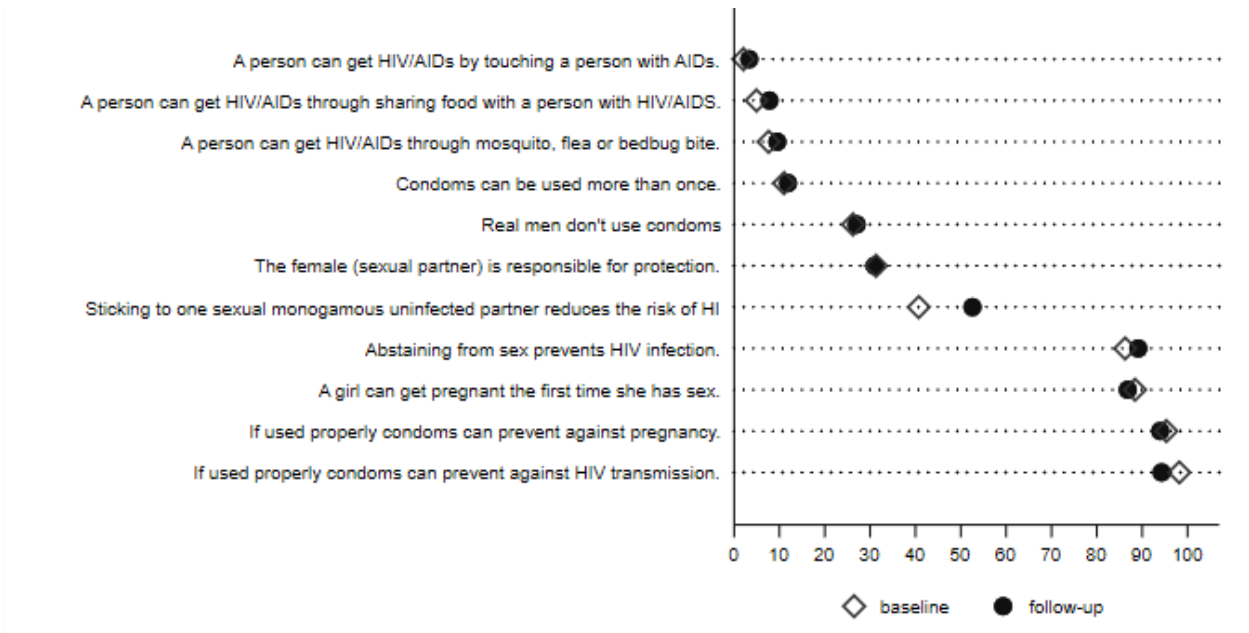 A person can get HIV/AIDs by touching a person with AIDs.
A person can get HIV/AIDs through sharing food with a person with HIV/AIDS.
A person can get HIV/AIDs through mosquito, flea or bedbug bite.
Condoms can be used more than once.
Real men don't use condoms
The female (sexual partner) is responsible for protection.
Sticking to one sexual monogamous uninfected partner reduces the risk of HI
Abstaining from sex prevents HIV infection.
A girl can get pregnant the first time she has sex.
If used properly condoms can prevent against pregnancy.
If used properly condoms can prevent against HIV transmission.
0 10 20 30 40 50 60 70 80 90 100
baseline follow-up